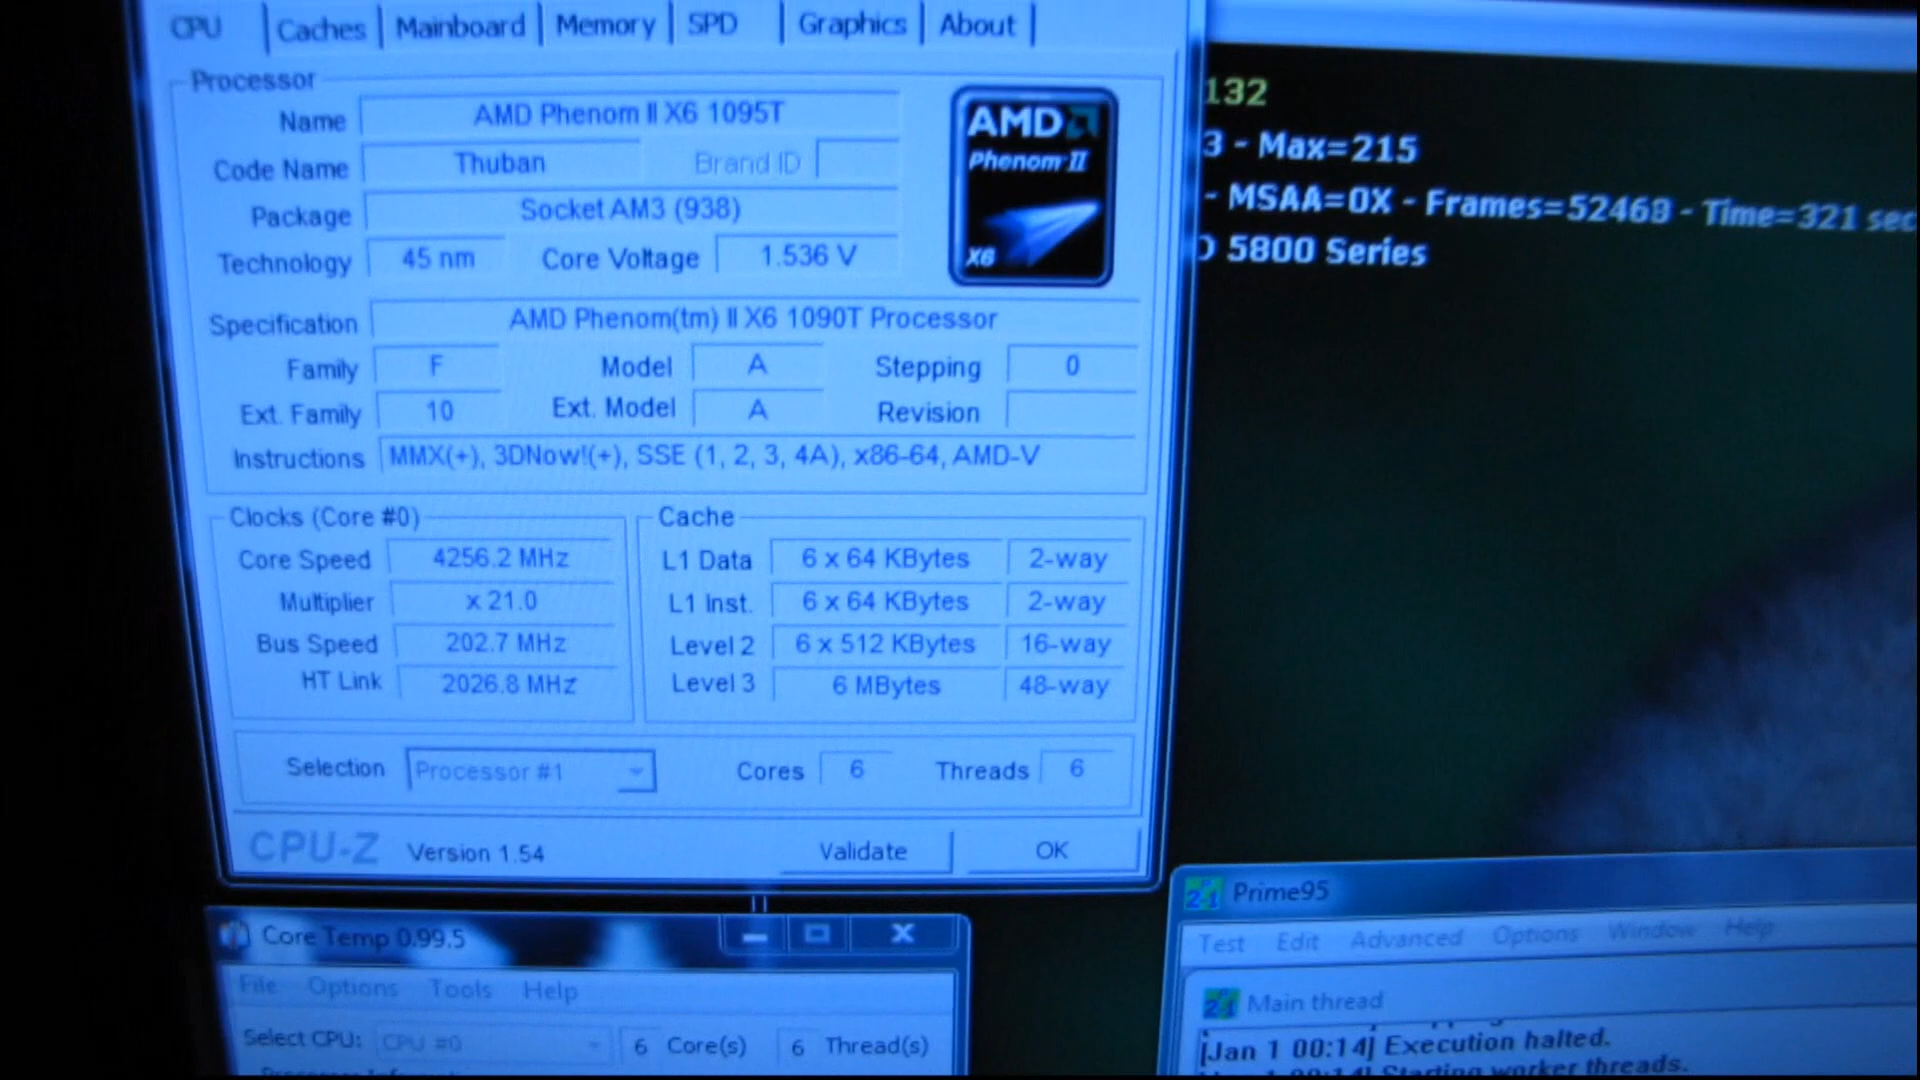 CPU Caches Mainboard Memory SPD Graphics About
Processor
Name AMD Phenom II X6 1095T
Code Name Thuban Brand ID
Package Socket AM3 (938)
Technology 45 nm Core Voltage 1.536 V
AMD
Phenom II
X6
Specification AMD Phenom(tm) II X6 1090T Processor
Family F Model A Stepping 0
Ext. Family 10 Ext. Model A Revision
Instructions MMX(+), 3DNow!(+), SSE (1, 2, 3, 4A), x86-64, AMD-V
Clocks (Core #0)
Core Speed 4256.2 MHz
Multiplier x 21.0
Bus Speed 202.7 MHz
HT Link 2026.8 MHz
Cache
L1 Data 6 x 64 KBytes 2-way
L1 Inst. 6 x 64 KBytes 2-way
Level 2 6 x 512 KBytes 16-way
Level 3 6 MBytes 48-way
Selection Processor #1 Cores 6 Threads 6
CPU-Z Version 1.54 Validate OK
132
3 - Max=215
- MSAA=0X - Frames=52468 - Time=321 sec
D 5800 Series
Core Temp 0.99.5
File Options Tools Help
Select CPU: CPU #0 6 Core(s) 6 Thread(s)
Prime95
Test Edit Advanced Options Window Help
Main thread
[Jan 1 00:14] Execution halted.
[Jan 1 00:14] Starting worker threads.